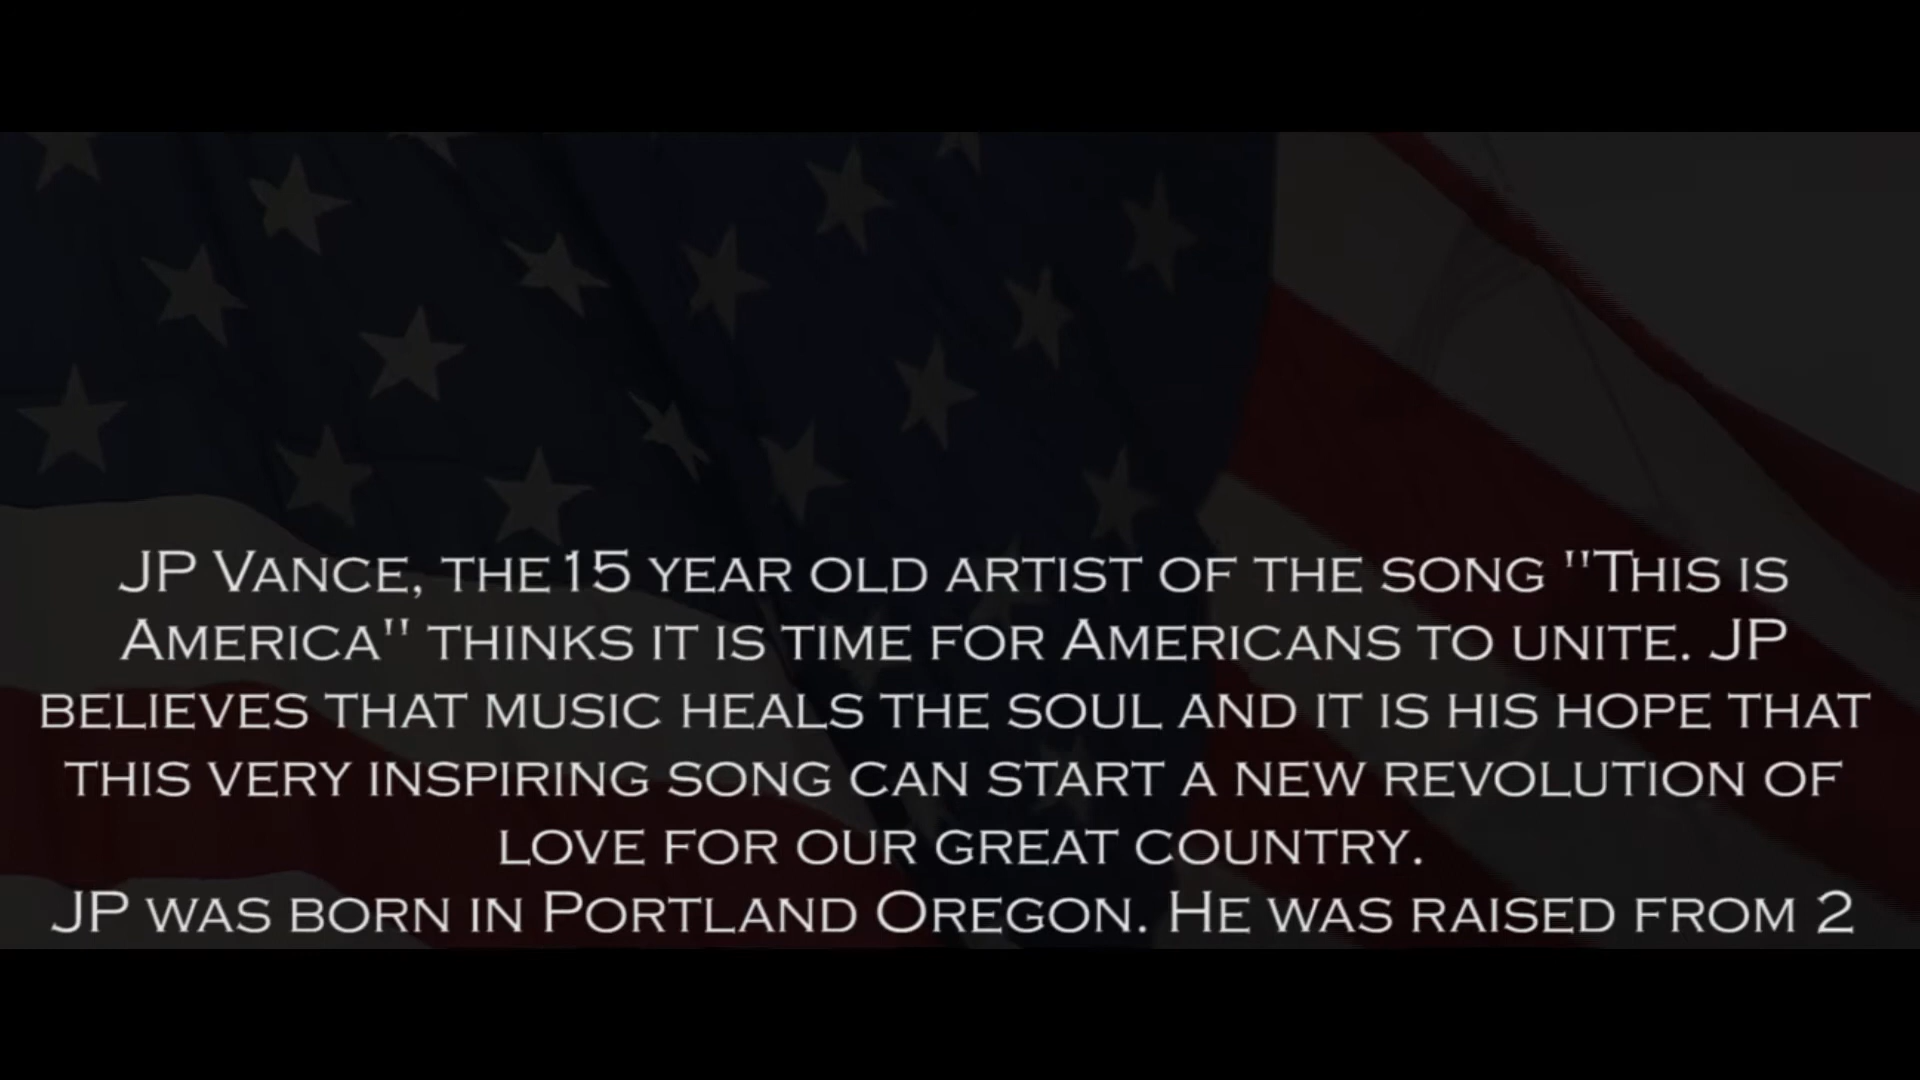 JP VANCE, THE 15 YEAR OLD ARTIST OF THE SONG "THIS IS
AMERICA" THINKS IT IS TIME FOR AMERICANS TO UNITE. JP
BELIEVES THAT MUSIC HEALS THE SOUL AND IT IS HIS HOPE THAT
THIS VERY INSPIRING SONG CAN START A NEW REVOLUTION OF
LOVE FOR OUR GREAT COUNTRY.
JP WAS BORN IN PORTLAND OREGON. HE WAS RAISED FROM 2